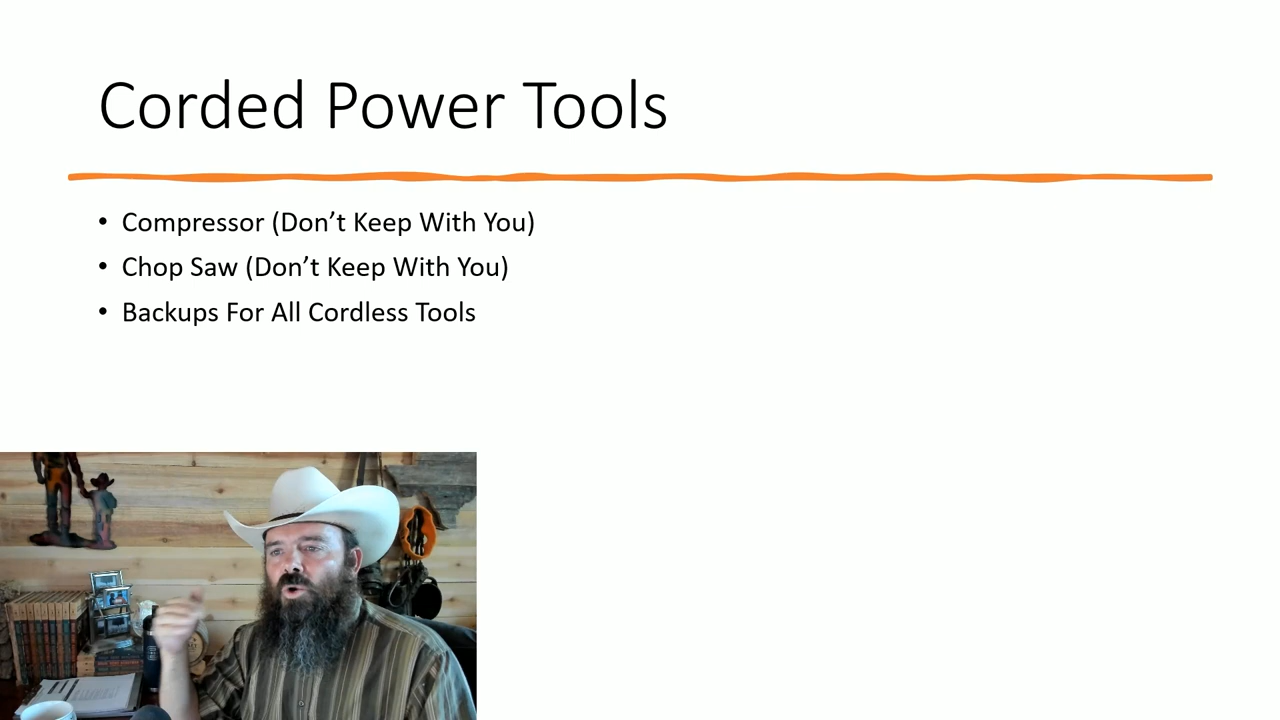 Corded Power Tools
• Compressor (Don’t Keep With You)
• Chop Saw (Don’t Keep With You)
• Backups For All Cordless Tools